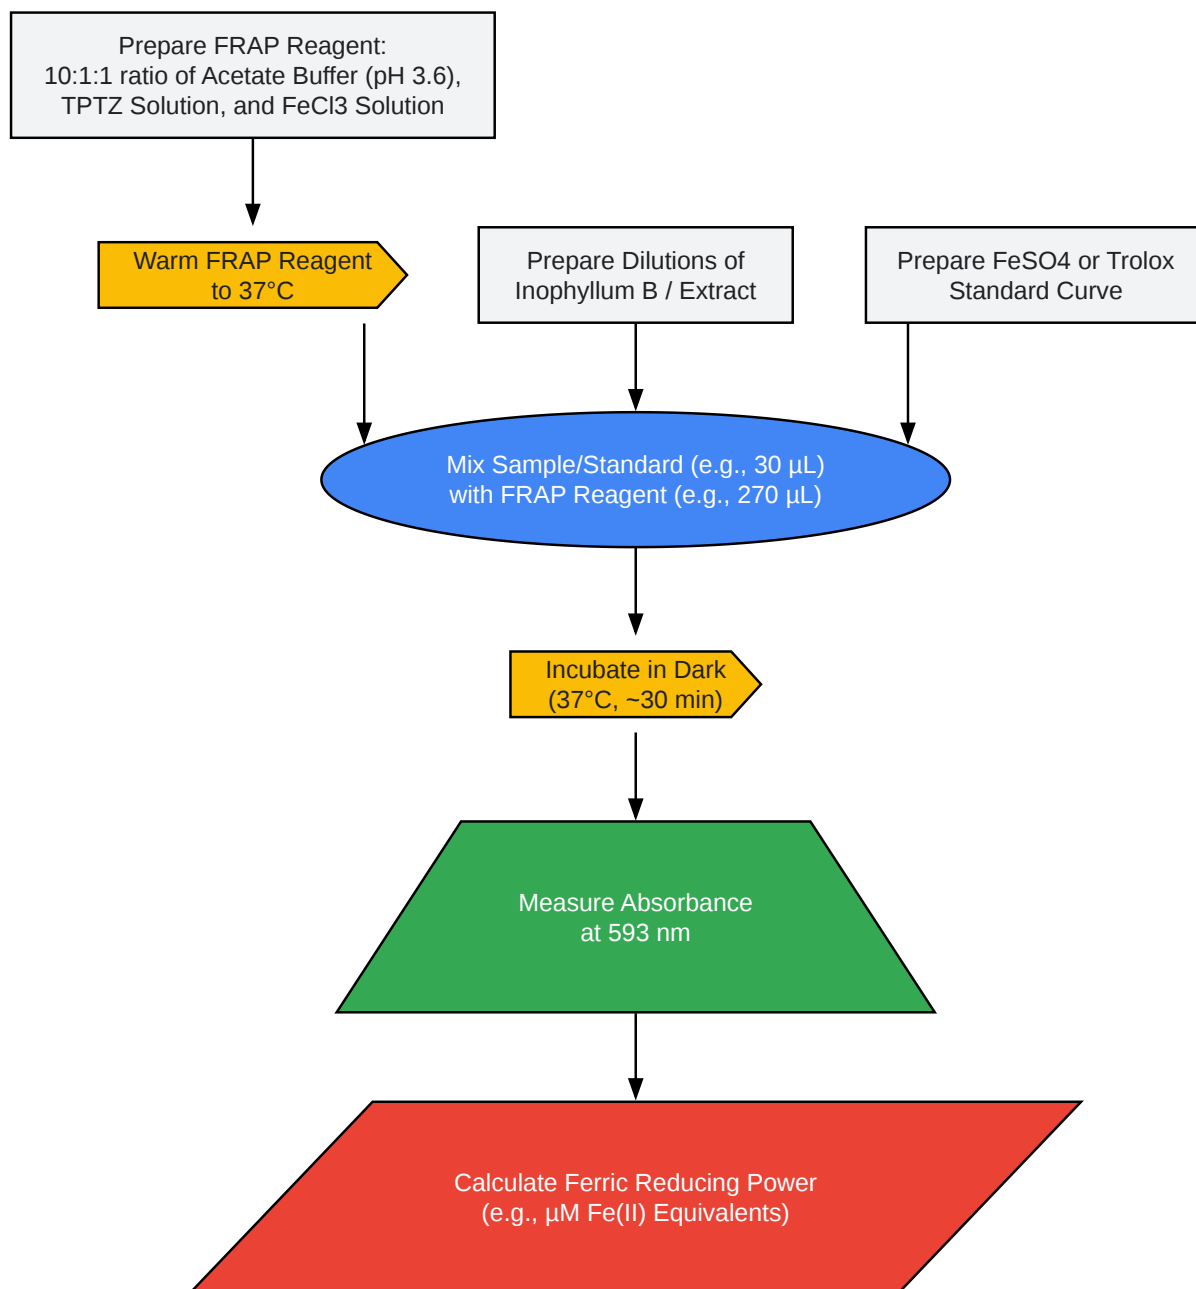 Prepare FRAP Reagent:
10:1:1 ratio of Acetate Buffer (pH 3.6),
TPTZ Solution, and FeCl3 Solution
Warm FRAP Reagent
to 37°C
Prepare Dilutions of
Inophyllum B / Extract
Prepare FeSO4 or Trolox
Standard Curve
Mix Sample/Standard (e.g., 30 µL)
with FRAP Reagent (e.g., 270 µL)
Incubate in Dark
(37°C, ~30 min)
Measure Absorbance
at 593 nm
Calculate Ferric Reducing Power
(e.g., µM Fe(II) Equivalents)